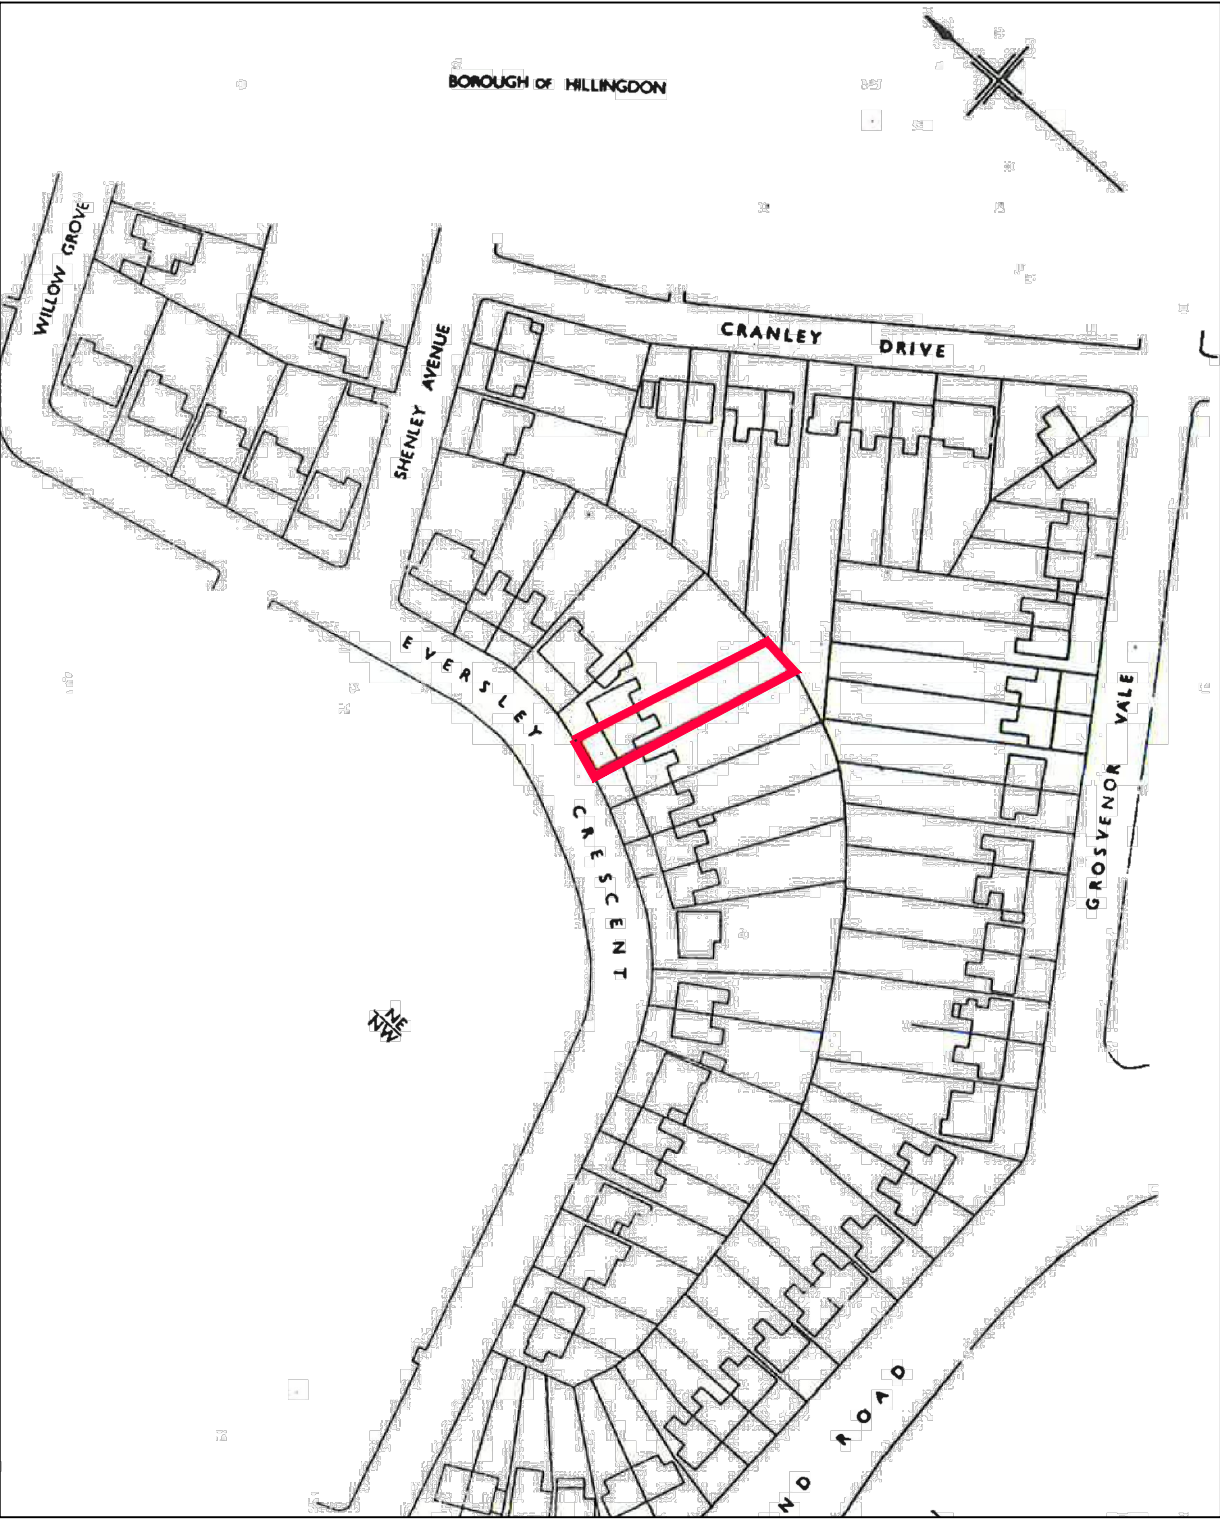 BOROUGH OF HILLINGDON
WILLOW GROVE
SHENLEY AVENUE
CRANLEY DRIVE
EVERSLEY
CRESCENT
GROSVENOR VALE
NE
NW
ND ROAD